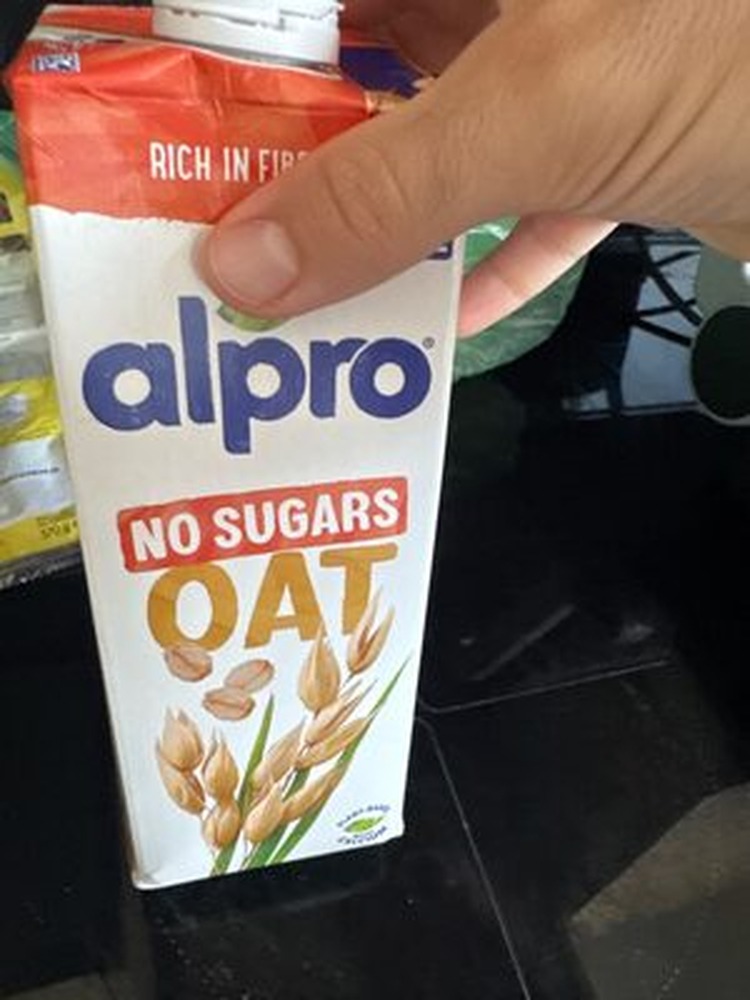 RICH IN
alpro
NO SUGARS
OAT